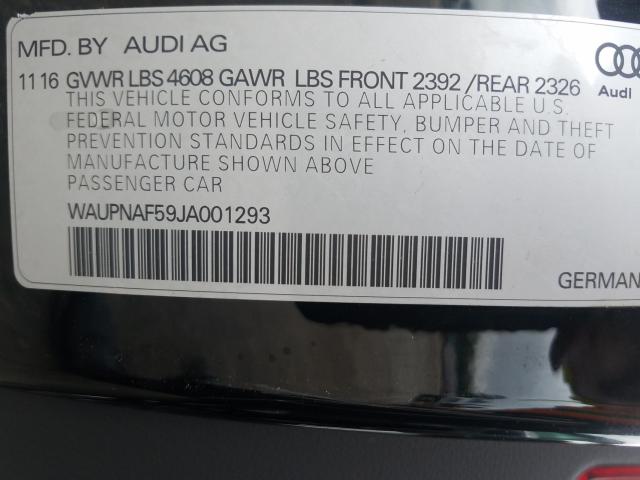 MFD. BY AUDI AG
11 16 GVWR LBS 4608 GAWR LBS FRONT 2392 /REAR 2326
Audi
THIS VEHICLE CONFORMS TO ALL APPLICABLE U.S.
FEDERAL MOTOR VEHICLE SAFETY, BUMPER AND THEFT
PREVENTION STANDARDS IN EFFECT ON THE DATE OF
MANUFACTURE SHOWN ABOVE
PASSENGER CAR
WAUPNAF59JA001293
GERMAN